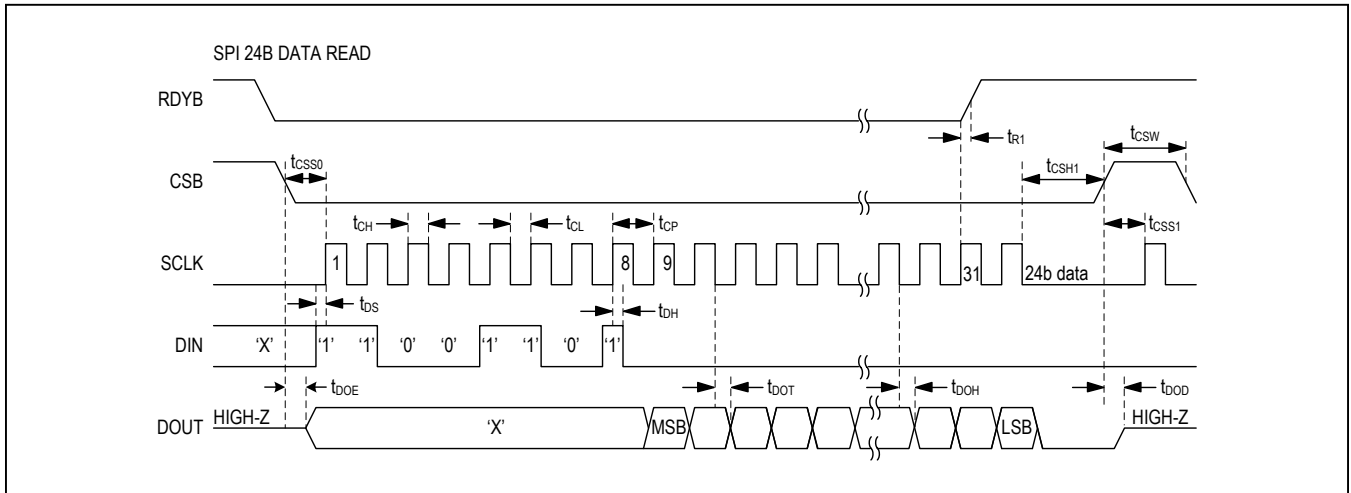 SPI 24B DATA READ
RDYB
tR1
tCSW
tCSS0
tCSH1
CSB
tCH
tCL
tCP
tCSS1
SCLK
1
8
9
31
24b data
tDS
tDH
DIN
‘X’
‘1’
‘1’
‘0’
‘0’
‘1’
‘1’
‘0’
‘1’
tDOE
tDOT
tDOH
tDOD
DOUT
HIGH-Z
‘X’
MSB
LSB
HIGH-Z